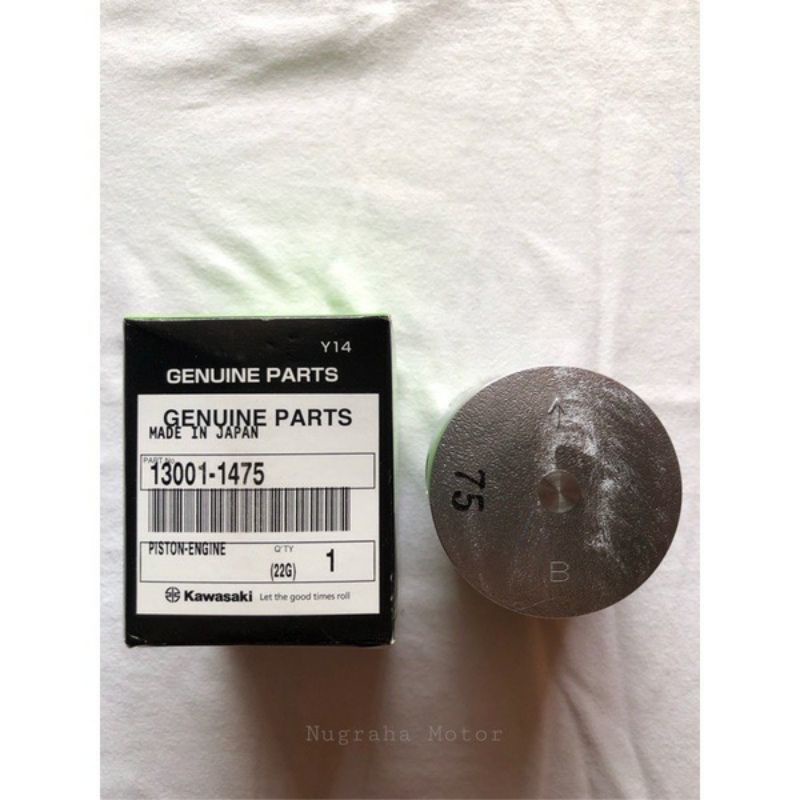 Y14
GENUINE PARTS
GENUINE PARTS
MADE IN JAPAN
PART No.
13001-1475
PISTON-ENGINE
Q'TY
(22G)
1
Kawasaki Let the good times roll
75
B
Nugraha Motor